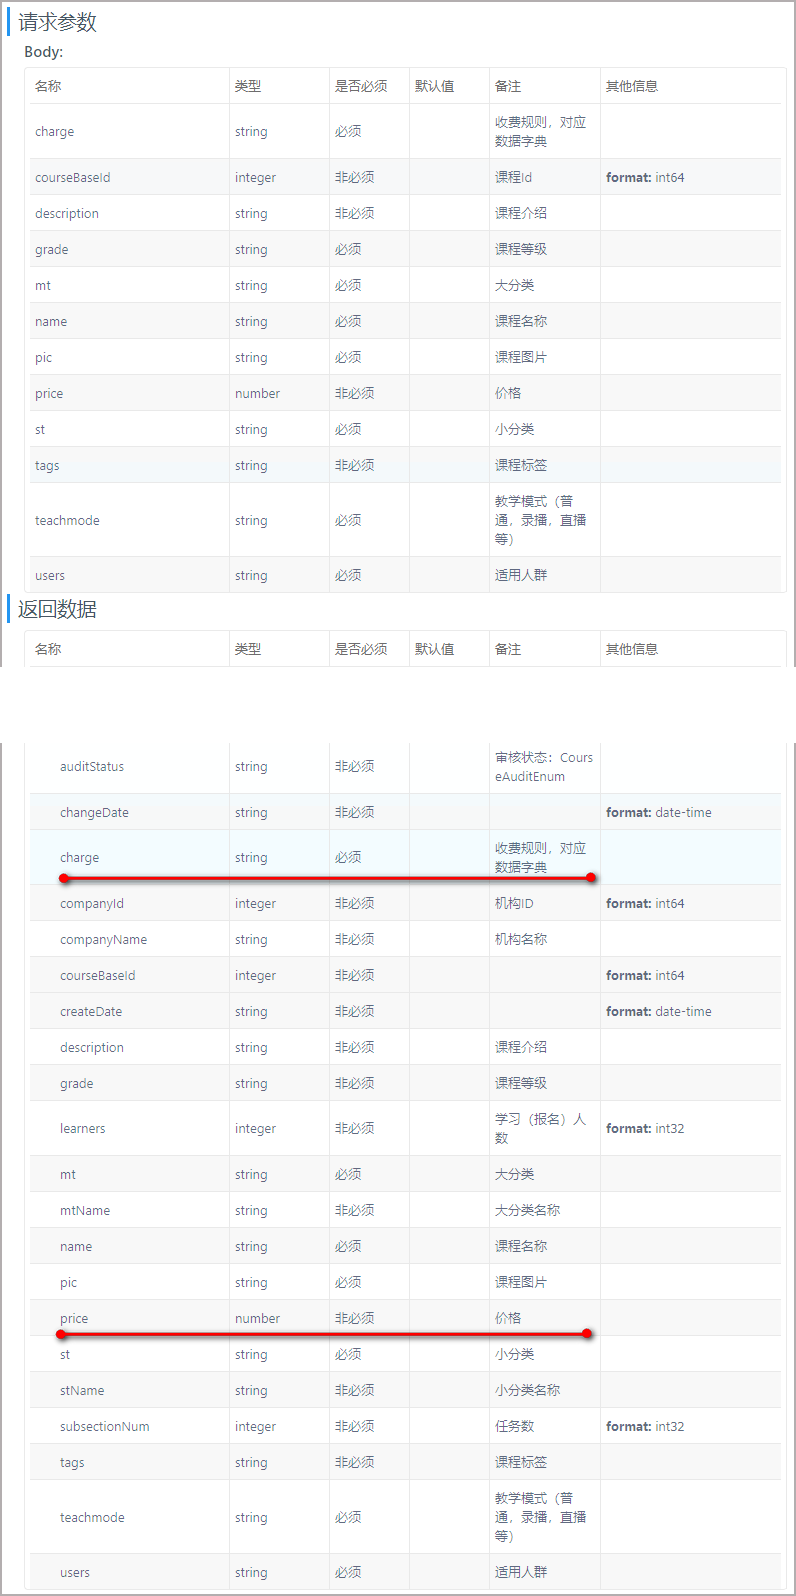 请求参数
Body:
名称 类型 是否必须 默认值 备注 其他信息
charge string 必须 收费规则，对应
数据字典
courseBaseId integer 非必须 课程Id format: int64
description string 非必须 课程介绍
grade string 必须 课程等级
mt string 必须 大分类
name string 必须 课程名称
pic string 必须 课程图片
price number 非必须 价格
st string 必须 小分类
tags string 非必须 课程标签
teachmode string 必须 教学模式（普
通，录播，直播
等）
users string 必须 适用人群
返回数据
名称 类型 是否必须 默认值 备注 其他信息
auditStatus string 非必须 审核状态：Cours
eAuditEnum
changeDate string 非必须 format: date-time
charge string 必须 收费规则，对应
数据字典
companyId integer 非必须 机构ID format: int64
companyName string 非必须 机构名称
courseBaseId integer 非必须 format: int64
createDate string 非必须 format: date-time
description string 非必须 课程介绍
grade string 非必须 课程等级
learners integer 非必须 学习（报名）人
数 format: int32
mt string 必须 大分类
mtName string 非必须 大分类名称
name string 必须 课程名称
pic string 必须 课程图片
price number 非必须 价格
st string 必须 小分类
stName string 非必须 小分类名称
subsectionNum integer 非必须 任务数 format: int32
tags string 非必须 课程标签
teachmode string 必须 教学模式（普
通，录播，直播
等）
users string 必须 适用人群